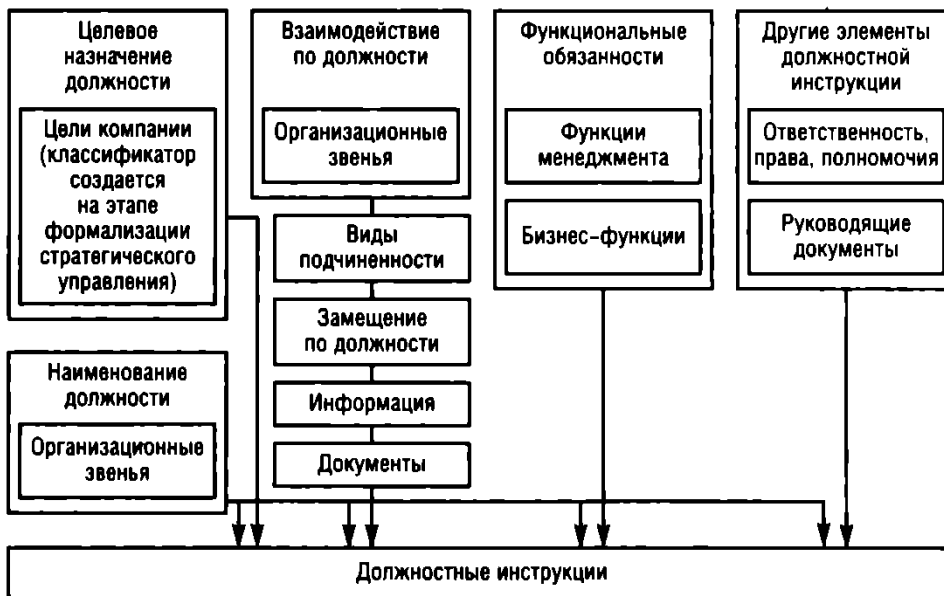 Целевое
назначение
должности
Цели компании
(классификатор
создается
на этапе
формализации
стратегического
управления)
Наименование
должности
Организационные
звенья
Взаимодействие
по должности
Организационные
звенья
Виды
подчиненности
Замещение
по должности
Информация
Документы
Функциональные
обязанности
Функции
менеджмента
Бизнес-функции
Другие элементы
должностной
инструкции
Ответственность,
права, полномочия
Руководящие
документы
Должностные инструкции